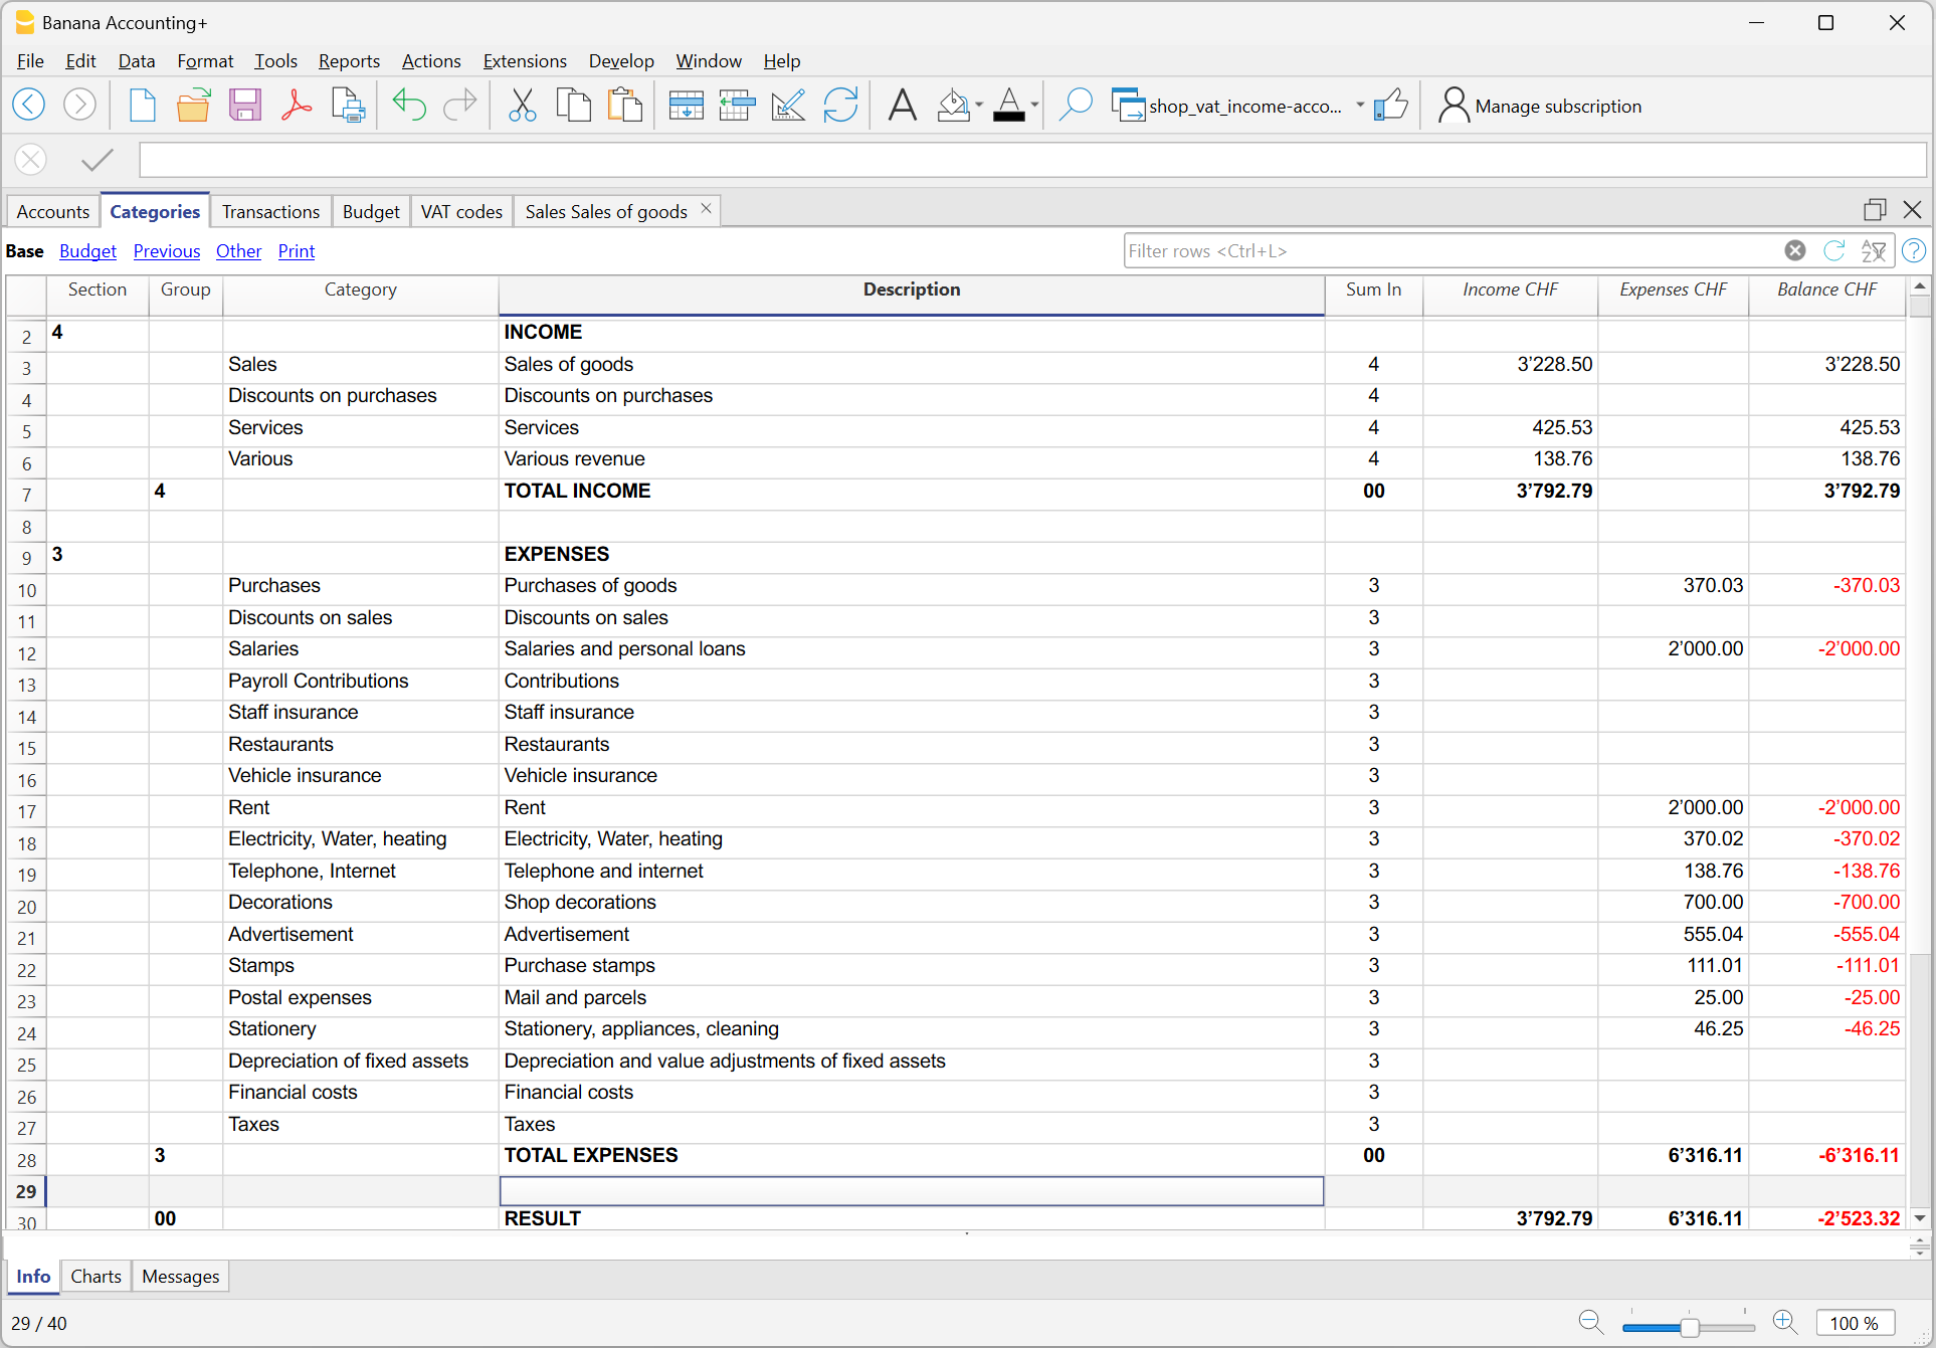 Banana Accounting+
File Edit Data Format Tools Reports Actions Extensions Develop Window Help
shop_vat_income-acco... Manage subscription
Accounts Categories Transactions Budget VAT codes Sales Sales of goods
Base Budget Previous Other Print Filter rows <Ctrl+L>
Section Group Category Description Sum In Income CHF Expenses CHF Balance CHF
2 4 INCOME
3 Sales Sales of goods 4 3’228.50 3’228.50
4 Discounts on purchases Discounts on purchases 4
5 Services Services 4 425.53 425.53
6 Various Various revenue 4 138.76 138.76
7 4 TOTAL INCOME 00 3’792.79 3’792.79
8
9 3 EXPENSES
10 Purchases Purchases of goods 3 370.03 -370.03
11 Discounts on sales Discounts on sales 3
12 Salaries Salaries and personal loans 3 2’000.00 -2’000.00
13 Payroll Contributions Contributions 3
14 Staff insurance Staff insurance 3
15 Restaurants Restaurants 3
16 Vehicle insurance Vehicle insurance 3
17 Rent Rent 3 2’000.00 -2’000.00
18 Electricity, Water, heating Electricity, Water, heating 3 370.02 -370.02
19 Telephone, Internet Telephone and internet 3 138.76 -138.76
20 Decorations Shop decorations 3 700.00 -700.00
21 Advertisement Advertisement 3 555.04 -555.04
22 Stamps Purchase stamps 3 111.01 -111.01
23 Postal expenses Mail and parcels 3 25.00 -25.00
24 Stationery Stationery, appliances, cleaning 3 46.25 -46.25
25 Depreciation of fixed assets Depreciation and value adjustments of fixed assets 3
26 Financial costs Financial costs 3
27 Taxes Taxes 3
28 3 TOTAL EXPENSES 00 6’316.11 -6’316.11
29
30 00 RESULT 3’792.79 6’316.11 -2’523.32
Info Charts Messages
29 / 40 100 %